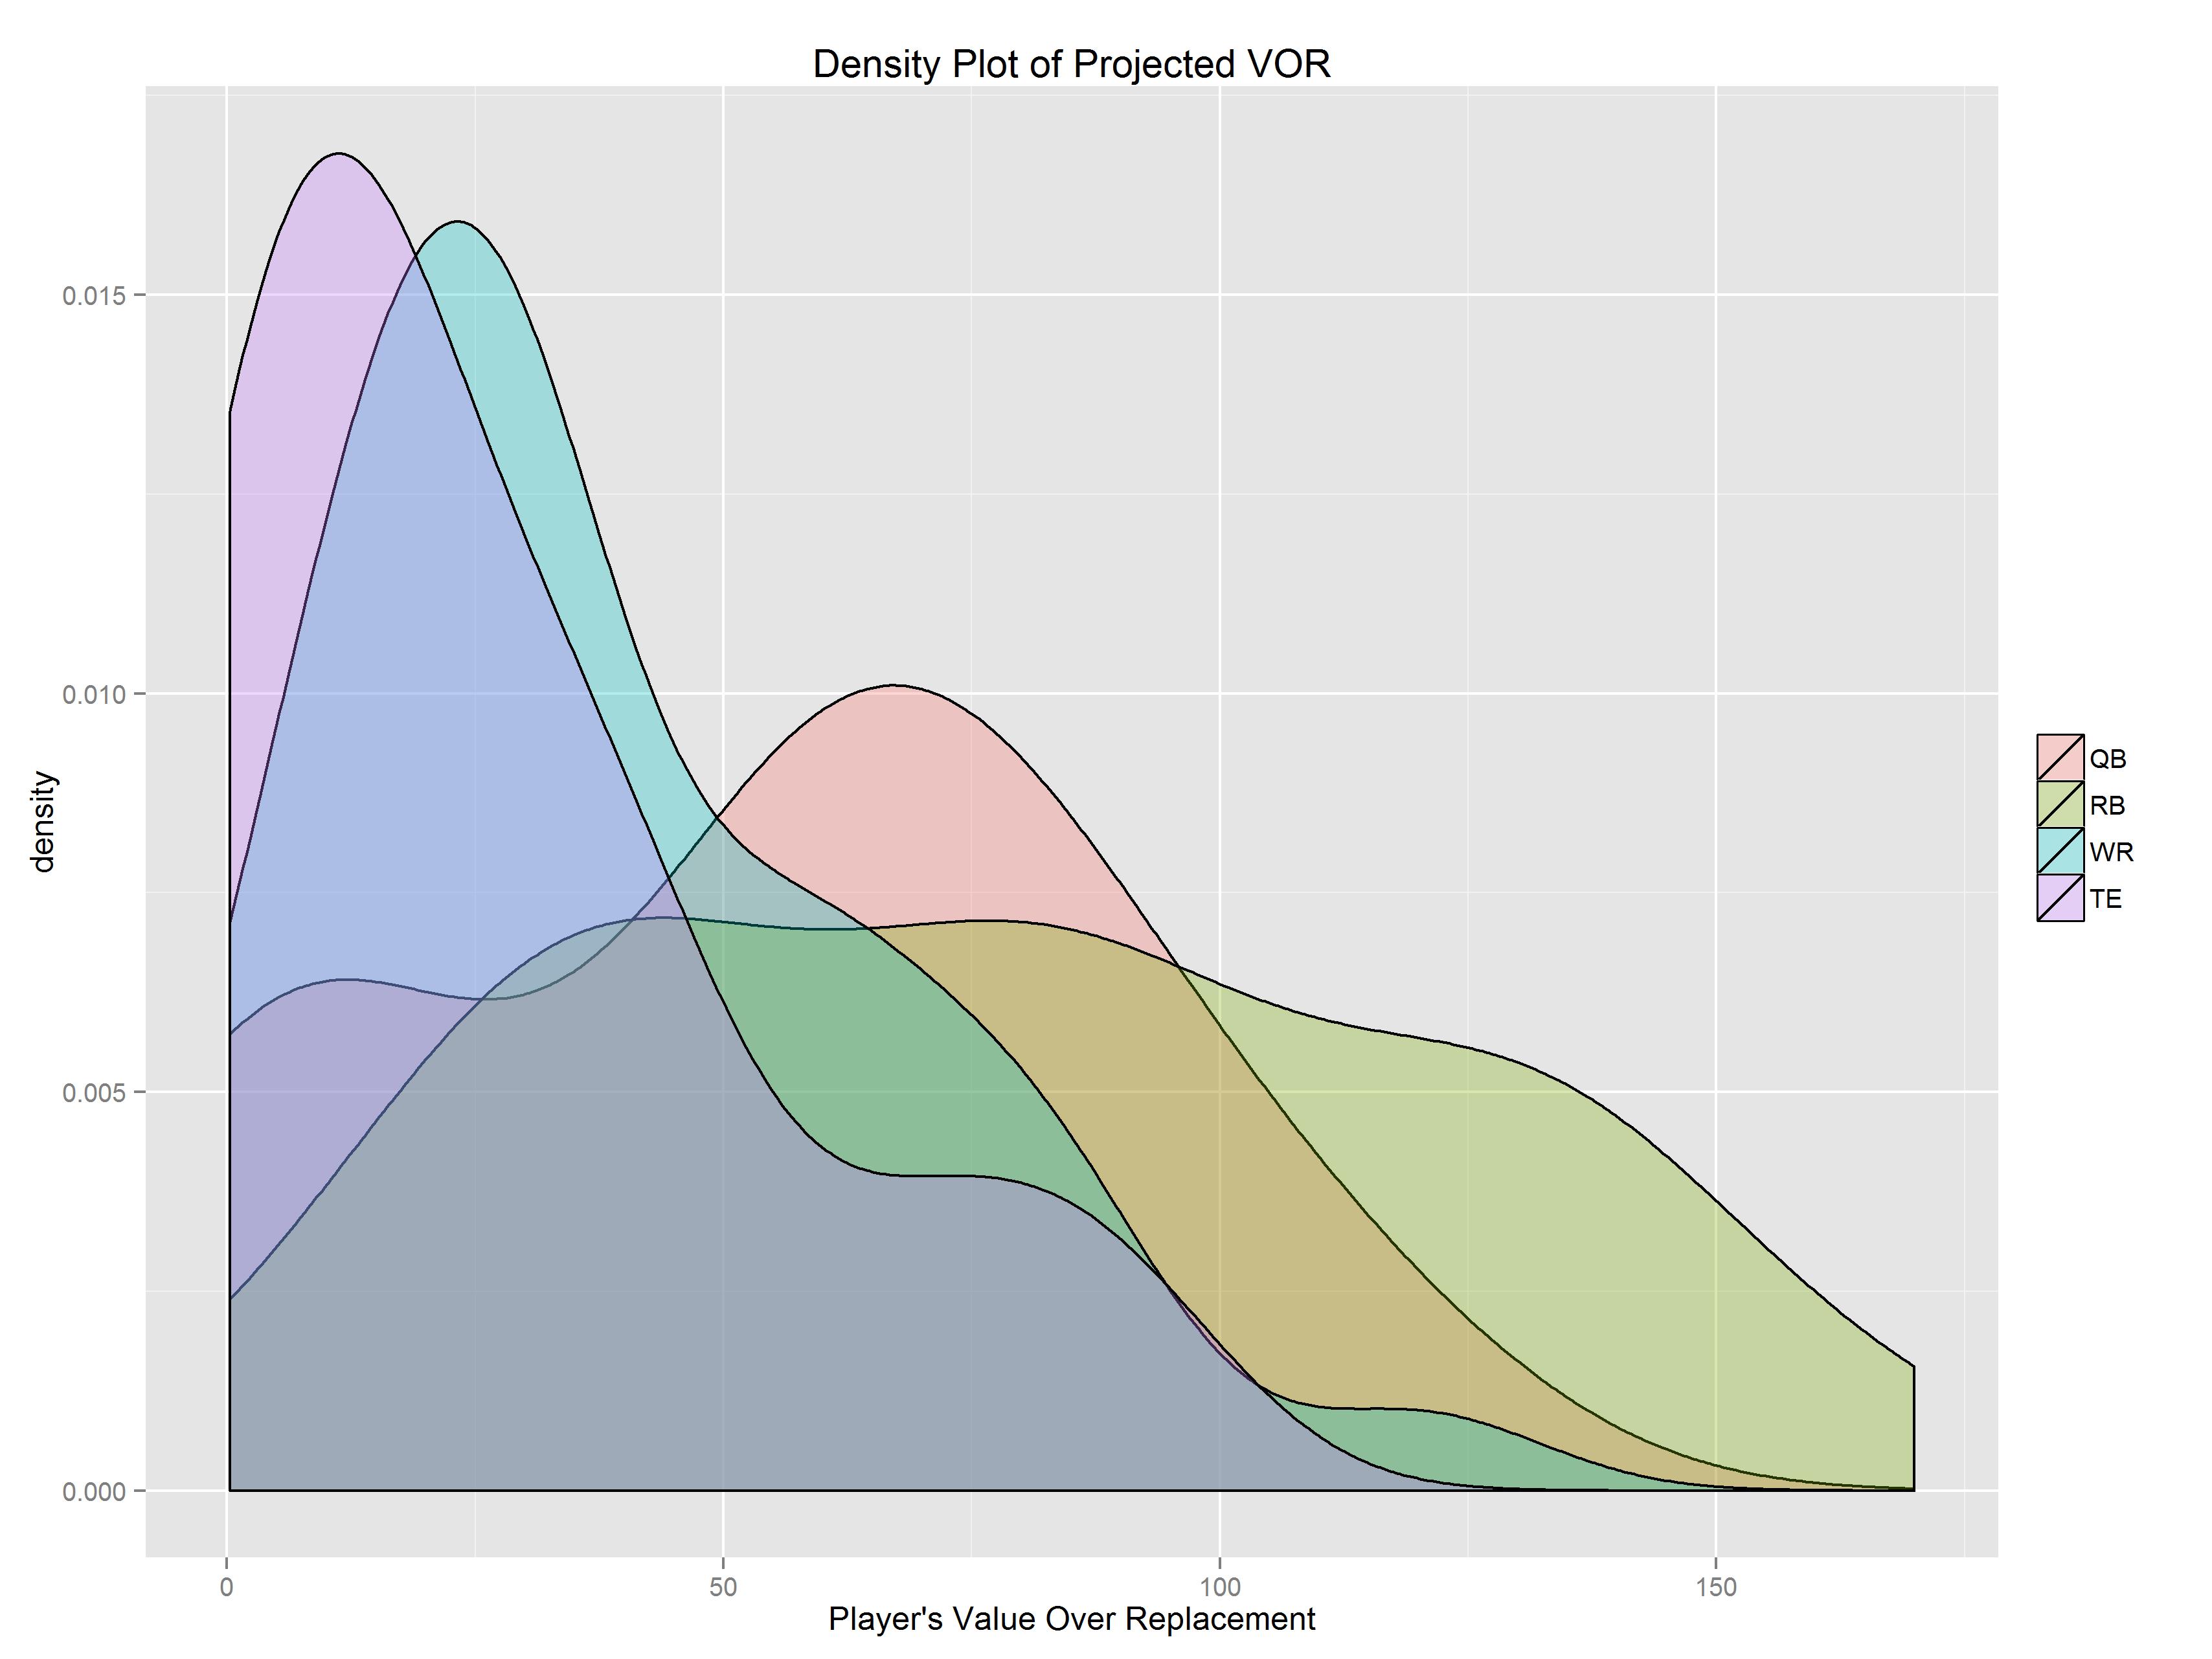 Density Plot of Projected VOR
0.015
0.010
0.005
0.000
density
0 50 100 150
Player's Value Over Replacement
QB
RB
WR
TE